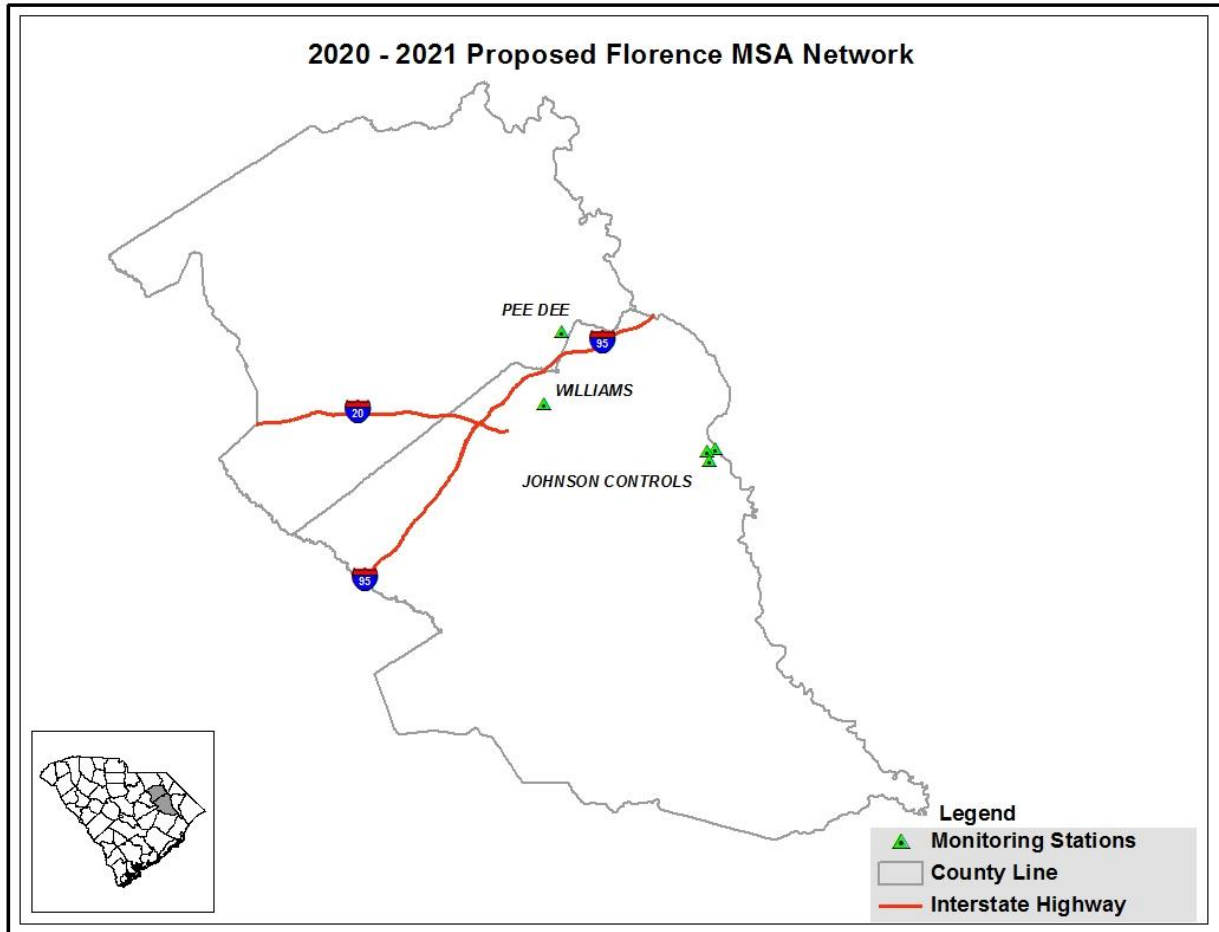 2020 - 2021 Proposed Florence MSA Network
PEE DEE
95
WILLIAMS
20
JOHNSON CONTROLS
95
Legend
Monitoring Stations
County Line
Interstate Highway